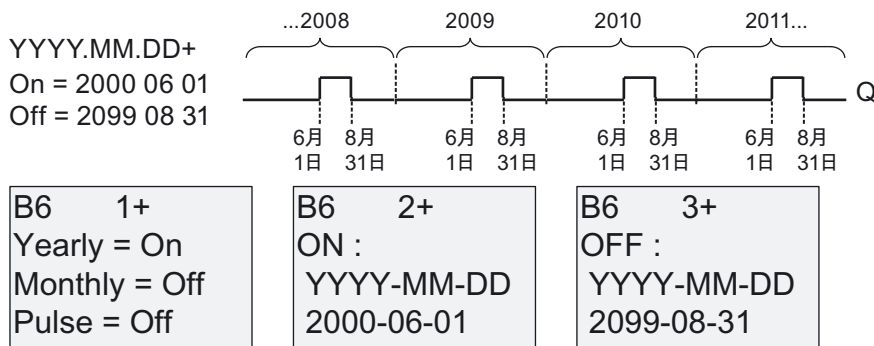 ...2008 2009 2010 2011...
YYYY.MM.DD+
On = 2000 06 01
Off = 2099 08 31
Q
6月 8月 6月 8月 6月 8月 6月 8月
1日 31日 1日 31日 1日 31日 1日 31日
B6 1+
Yearly = On
Monthly = Off
Pulse = Off
B6 2+
ON :
YYYY-MM-DD
2000-06-01
B6 3+
OFF :
YYYY-MM-DD
2099-08-31